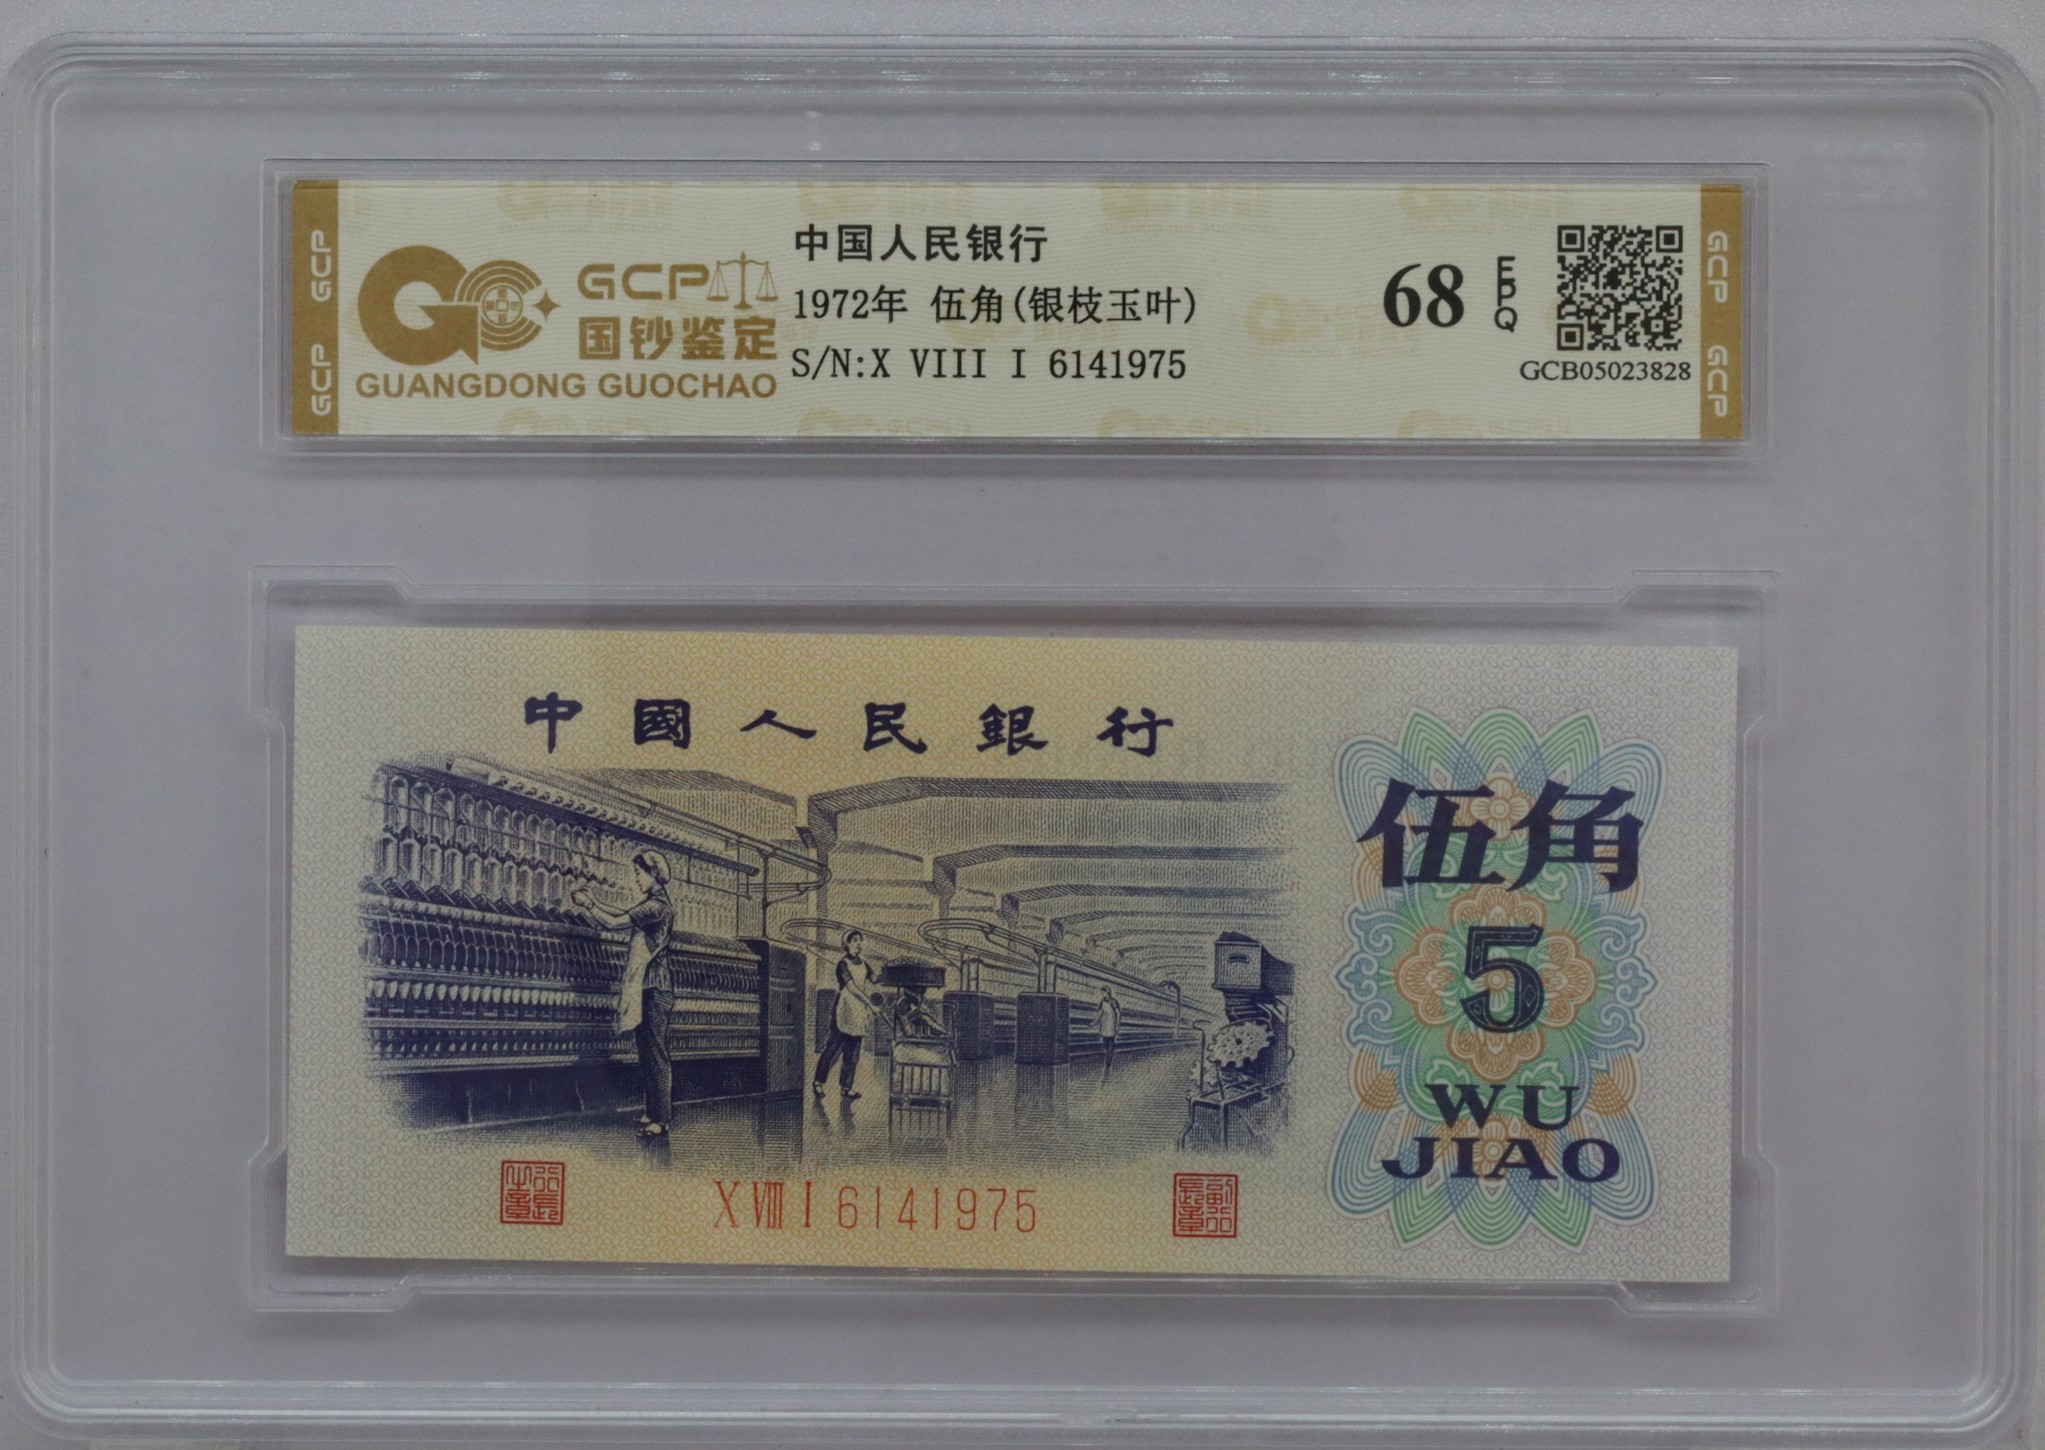 GCP GCP
GCP
国钞鉴定
GUANGDONG GUOCHAO
中国人民银行
1972年 伍角(银枝玉叶)
S/N:X VIII I 6141975
68 EPQ
GCB05023828
GCP GCP
中國人民銀行
伍角
5
WU
JIAO
X VIII I 6141975